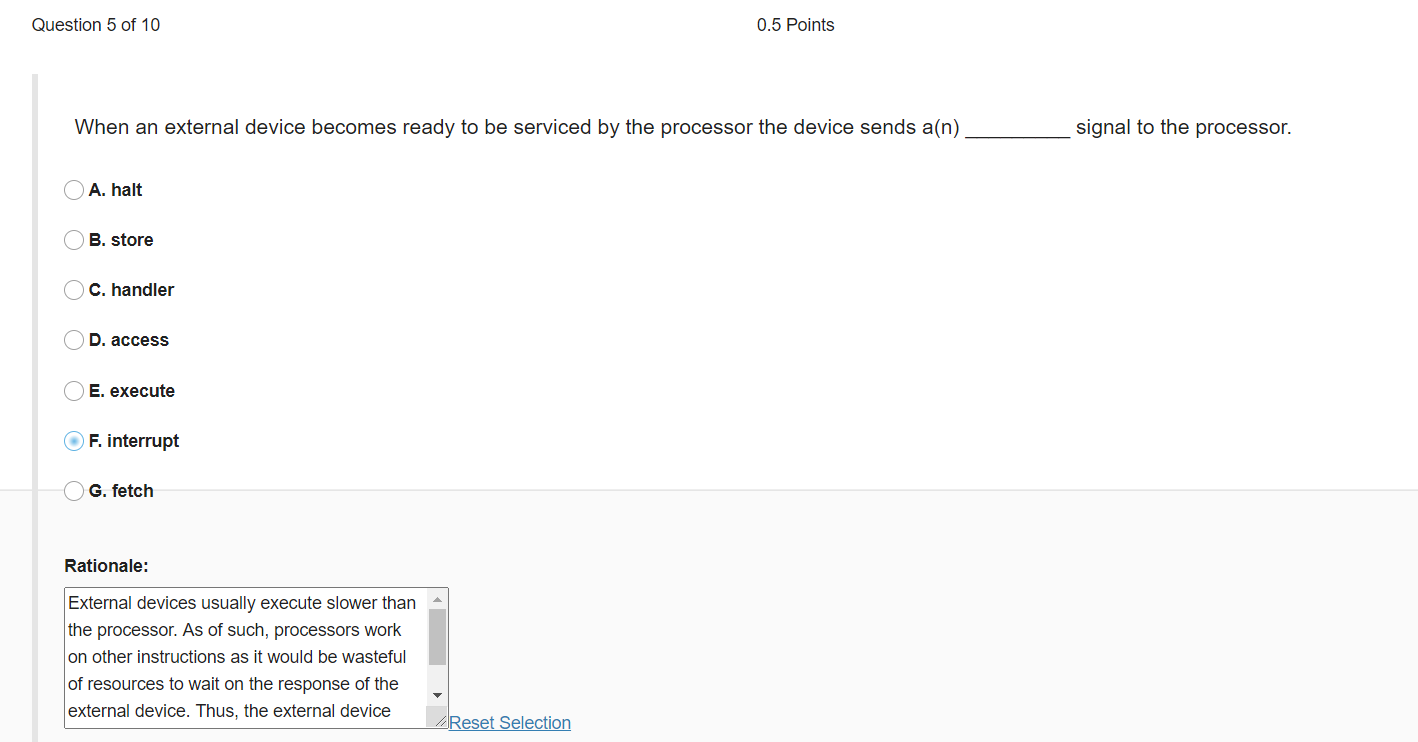 Question 5 of 10
0.5 Points
When an external device becomes ready to be serviced by the processor the device sends a(n) _________ signal to the processor.
A. halt
B. store
C. handler
D. access
E. execute
F. interrupt
G. fetch
Rationale:
External devices usually execute slower than
the processor. As of such, processors work
on other instructions as it would be wasteful
of resources to wait on the response of the
external device. Thus, the external device
Reset Selection